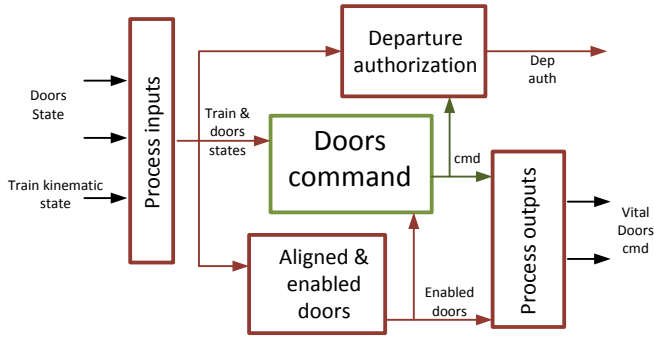 Doors
State
Train kinematic
state
Process inputs
Train &
doors
states
Departure
authorization
Dep
auth
Doors
command
cmd
Aligned &
enabled
doors
Enabled
doors
Process outputs
Vital
Doors
cmd